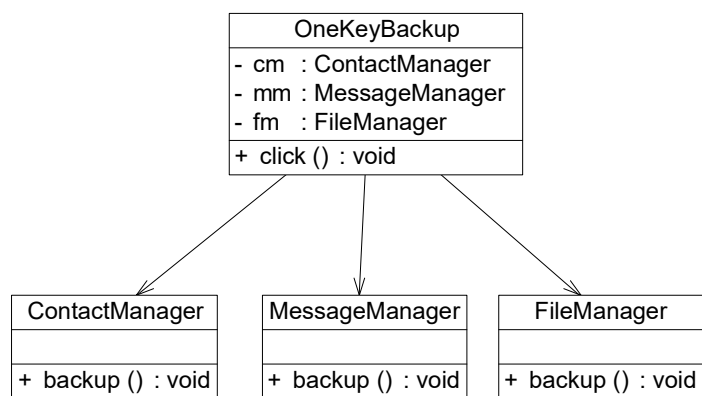 OneKeyBackup
- cm : ContactManager
- mm : MessageManager
- fm : FileManager
+ click () : void
ContactManager
+ backup () : void
MessageManager
+ backup () : void
FileManager
+ backup () : void